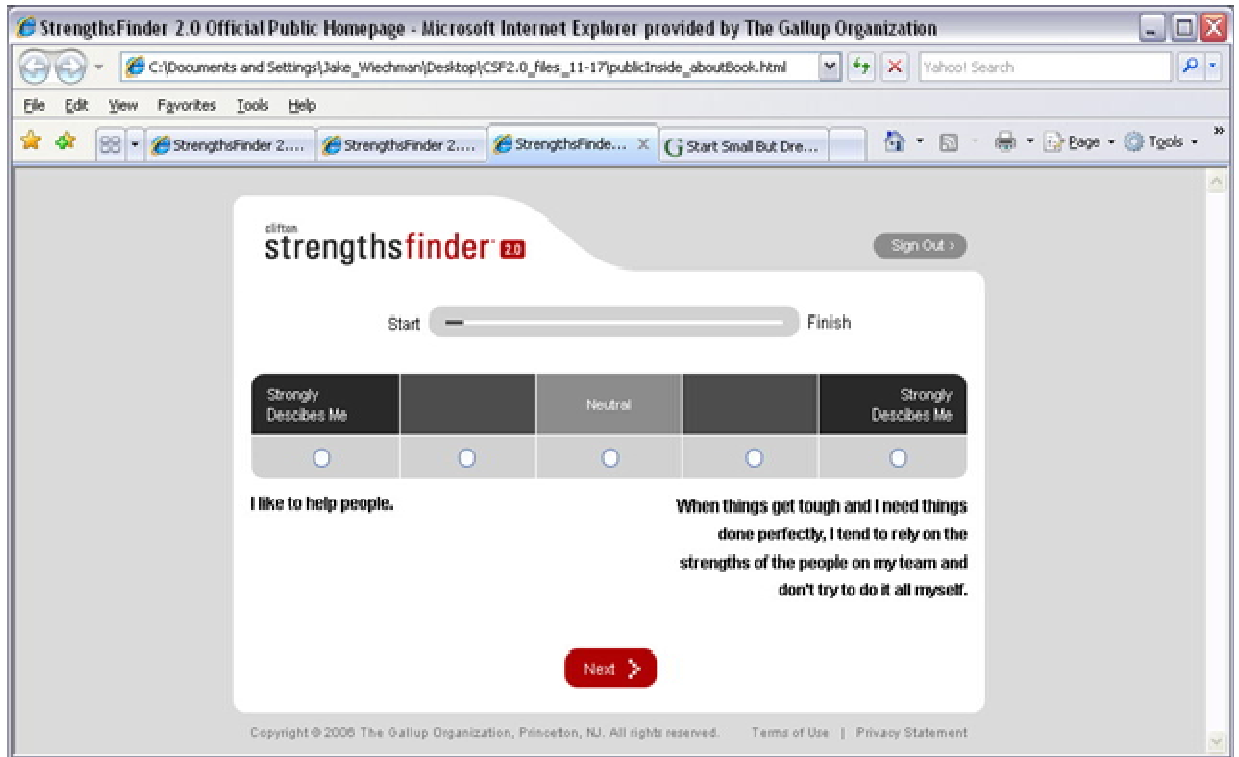 StrengthsFinder 2.0 Official Public Homepage - Microsoft Internet Explorer provided by The Gallup Organization
C:\Documents and Settings\Jake_Wiechman\Desktop\CSF2.0_files_11-17\publicInside_aboutBook.html
Yahoo! Search
File Edit View Favorites Tools Help
StrengthsFinder 2.... StrengthsFinder 2.... StrengthsFinde... X G Start Small But Dre... Page Tools »
clifton
strengthsfinder 2.0
Sign Out ›
Start Finish
Strongly
Descibes Me
Neutral
Strongly
Descibes Me
I like to help people.
When things get tough and I need things
done perfectly, I tend to rely on the
strengths of the people on my team and
don't try to do it all myself.
Next
Copyright © 2006 The Gallup Organization, Princeton, NJ. All rights reserved. Terms of Use | Privacy Statement